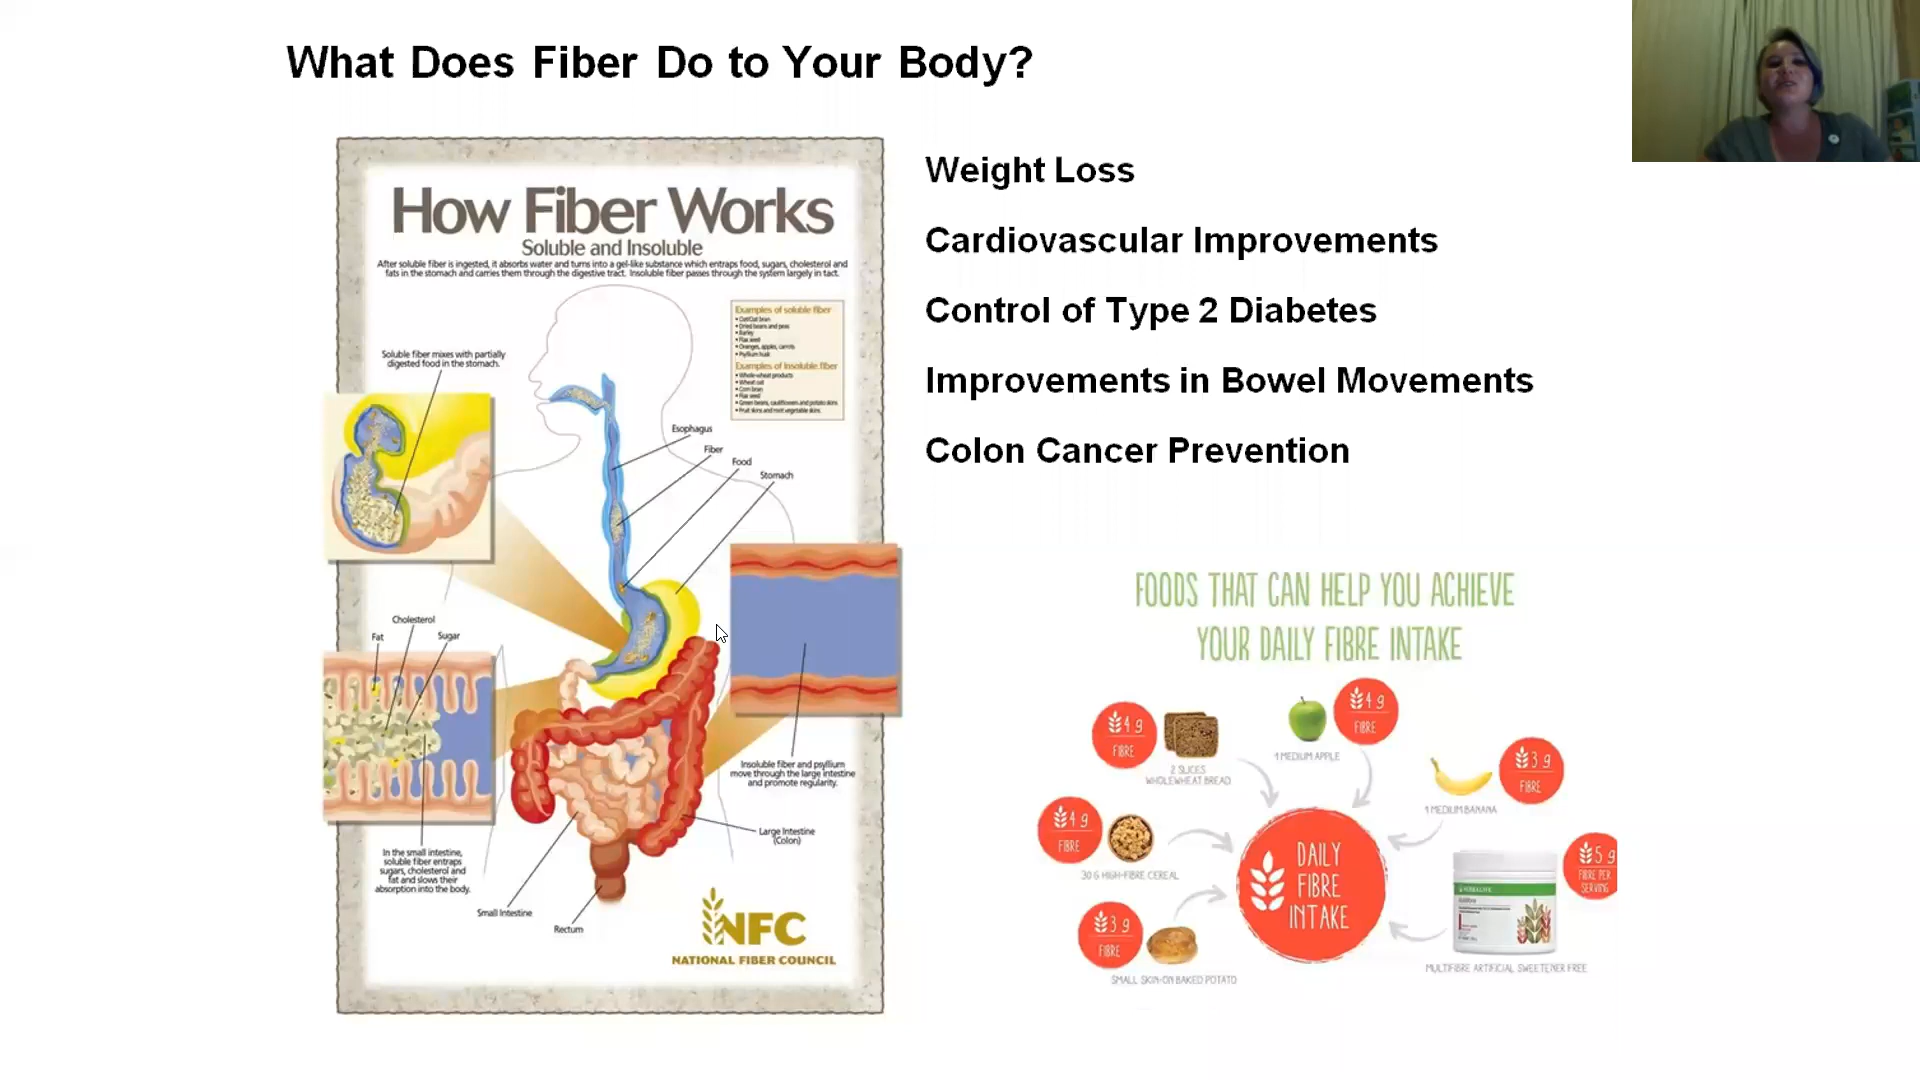 What Does Fiber Do to Your Body?
Weight Loss
Cardiovascular Improvements
Control of Type 2 Diabetes
Improvements in Bowel Movements
Colon Cancer Prevention
How Fiber Works
Soluble and Insoluble
After soluble fiber is ingested, it absorbs water and turns into a gel-like substance which entraps food, sugars, cholesterol and
fats in the stomach and carries them through the digestive tract. Insoluble fiber passes through the system largely in tact.
Examples of soluble fiber
• Oat/Oat bran
• Dried beans and peas
• Barley
• Flax seed
• Oranges, apples, carrots
• Psyllium husk
Examples of insoluble fiber
• Whole-wheat products
• Wheat oat
• Corn bran
• Flax seed
• Green beans, cauliflower and potato skins
• Fruit skins and root vegetable skins
Soluble fiber mixes with partially
digested food in the stomach.
Esophagus
Fiber
Food
Stomach
Cholesterol
Fat
Sugar
Insoluble fiber and psyllium
move through the large intestine
and promote regularity.
Large Intestine
(Colon)
In the small intestine,
soluble fiber entraps
sugars, cholesterol and
fat and slows their
absorption into the body.
Small Intestine
Rectum
NFC
NATIONAL FIBER COUNCIL
FOODS THAT CAN HELP YOU ACHIEVE
YOUR DAILY FIBRE INTAKE
4 g
FIBRE
2 SLICES
WHOLEWHEAT BREAD
1 MEDIUM APPLE
4 g
FIBRE
1 MEDIUM BANANA
3 g
FIBRE
4 g
FIBRE
30 G HIGH-FIBRE CEREAL
DAILY
FIBRE
INTAKE
5 g
FIBRE PER
SERVING
HERBALIFE
3 g
FIBRE
SMALL SKIN-ON BAKED POTATO
MULTIFIBRE ARTIFICIAL SWEETENER FREE